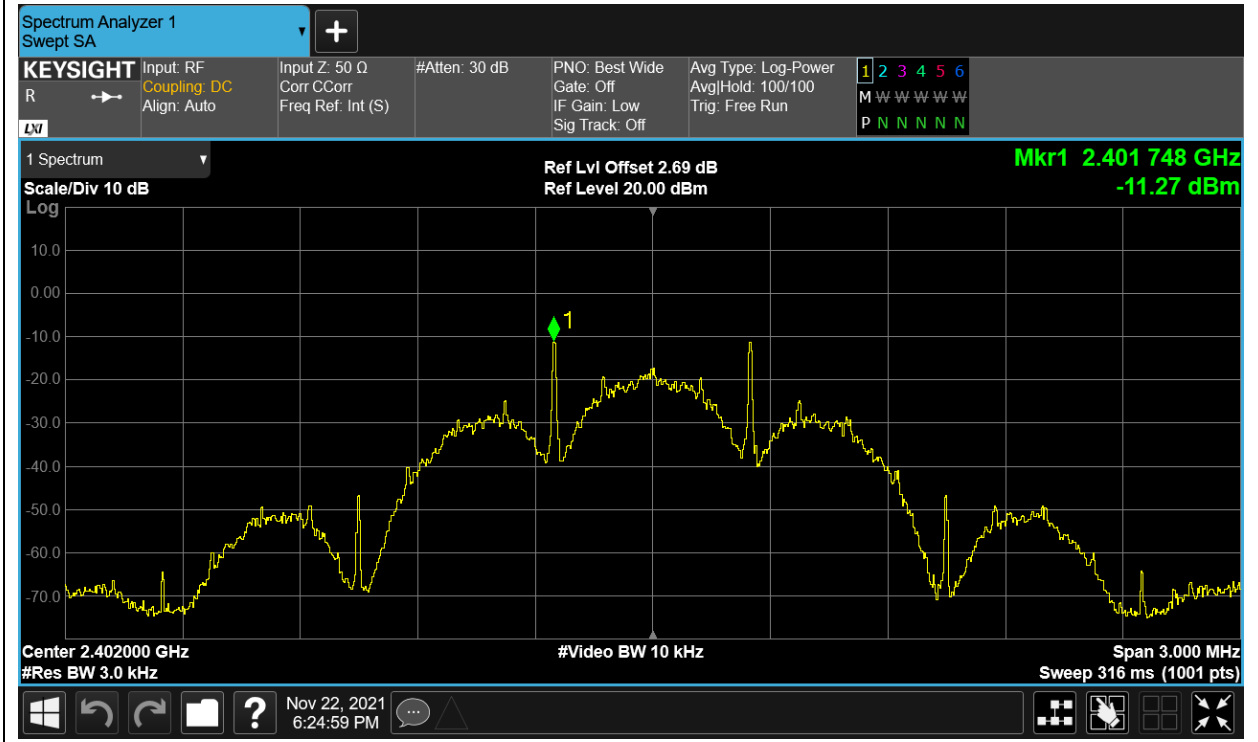 Spectrum Analyzer 1
Swept SA
KEYSIGHT
R
LXI
Input: RF
Coupling: DC
Align: Auto
Input Z: 50 Ω
Corr CCorr
Freq Ref: Int (S)
#Atten: 30 dB
PNO: Best Wide
Gate: Off
IF Gain: Low
Sig Track: Off
Avg Type: Log-Power
Avg|Hold: 100/100
Trig: Free Run
1 2 3 4 5 6
M W W W W W W
P N N N N N N
1 Spectrum
Scale/Div 10 dB
Log
Ref Lvl Offset 2.69 dB
Ref Level 20.00 dBm
Mkr1 2.401 748 GHz
-11.27 dBm
10.0
0.00
-10.0
-20.0
-30.0
-40.0
-50.0
-60.0
-70.0
1
Center 2.402000 GHz
#Res BW 3.0 kHz
#Video BW 10 kHz
Span 3.000 MHz
Sweep 316 ms (1001 pts)
?
Nov 22, 2021
6:24:59 PM